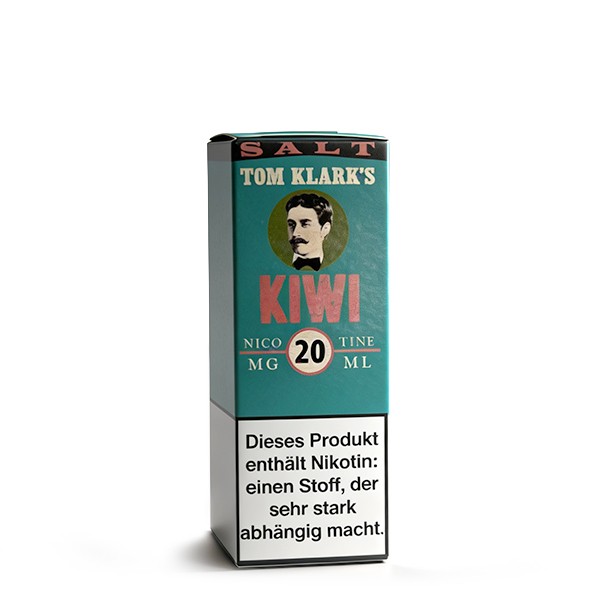 SALT
TOM KLARK'S
KIWI
NICO 20 TINE
MG ML
Dieses Produkt
enthält Nikotin:
einen Stoff, der
sehr stark
abhängig macht.